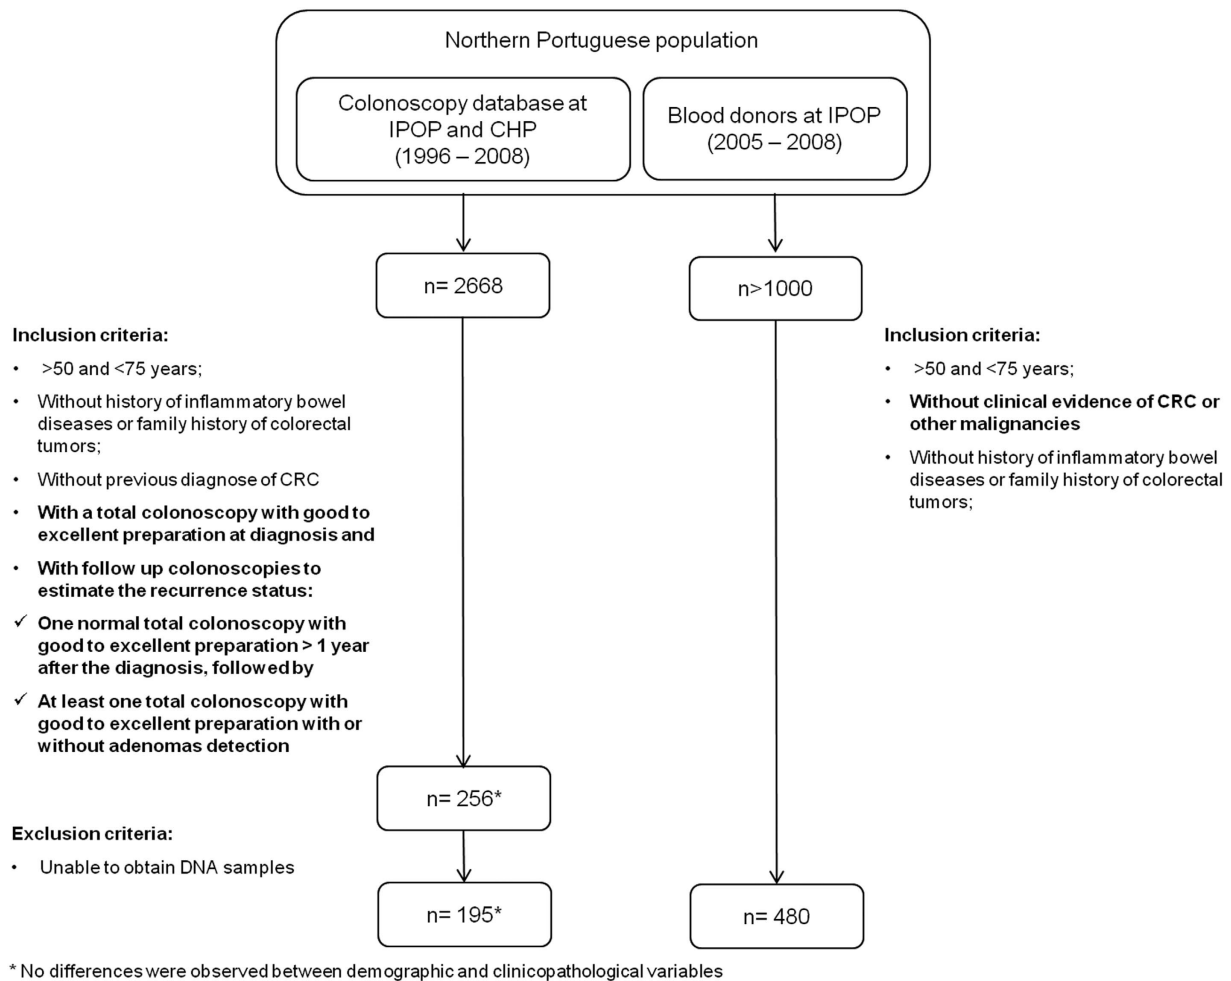 Northern Portuguese population
Colonoscopy database at
IPOP and CHP
(1996 – 2008)
Blood donors at IPOP
(2005 – 2008)
n= 2668
n>1000
Inclusion criteria:
• >50 and <75 years;
• Without history of inflammatory bowel
diseases or family history of colorectal
tumors;
• Without previous diagnose of CRC
• With a total colonoscopy with good to
excellent preparation at diagnosis and
• With follow up colonoscopies to
estimate the recurrence status:
✓ One normal total colonoscopy with
good to excellent preparation > 1 year
after the diagnosis, followed by
✓ At least one total colonoscopy with
good to excellent preparation with or
without adenomas detection
Inclusion criteria:
• >50 and <75 years;
• Without clinical evidence of CRC or
other malignancies
• Without history of inflammatory bowel
diseases or family history of colorectal
tumors;
n= 256*
Exclusion criteria:
• Unable to obtain DNA samples
n= 195*
n= 480
* No differences were observed between demographic and clinicopathological variables